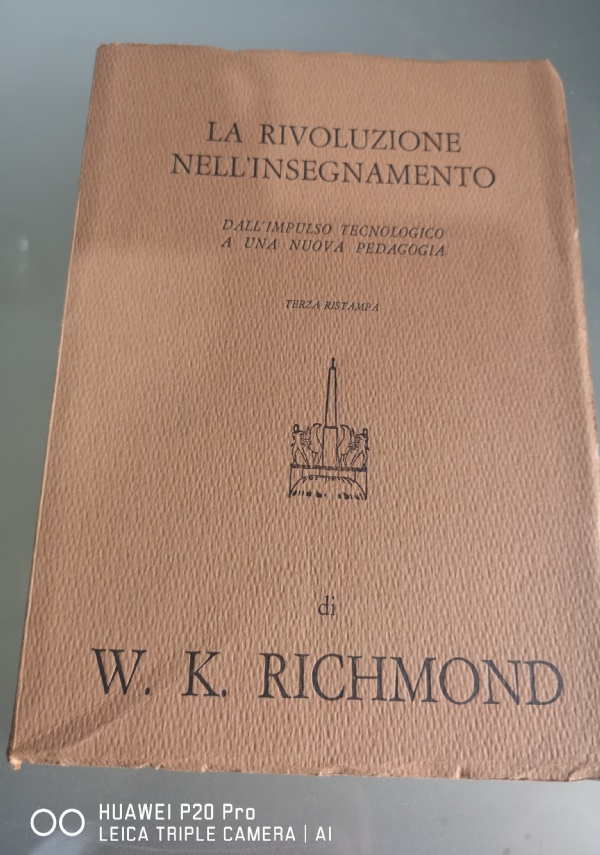 LA RIVOLUZIONE
NELL'INSEGNAMENTO
DALL'IMPULSO TECNOLOGICO
A UNA NUOVA PEDAGOGIA
TERZA RISTAMPA
di
W. K. RICHMOND
HUAWEI P20 Pro
LEICA TRIPLE CAMERA | AI